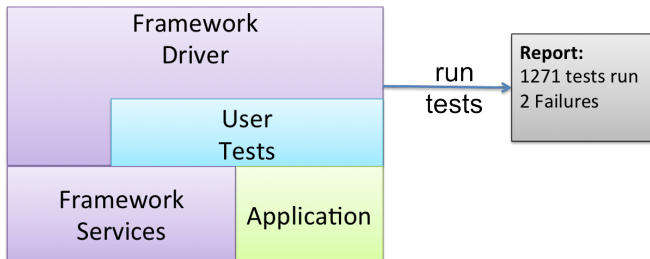 Framework
Driver
User
Tests
Framework
Services
Application
run
tests
Report:
1271 tests run
2 Failures